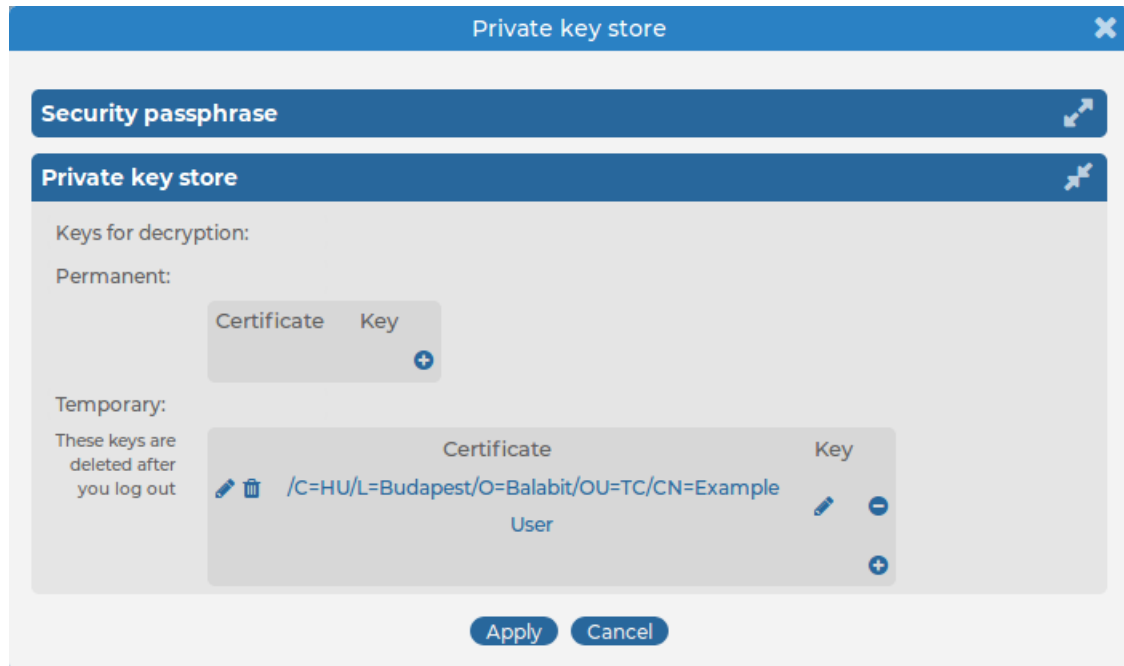 Private key store
Security passphrase
Private key store
Keys for decryption:
Permanent:
Certificate Key
Temporary:
These keys are
deleted after
you log out
Certificate Key
/C=HU/L=Budapest/O=Balabit/OU=TC/CN=Example
User
Apply Cancel